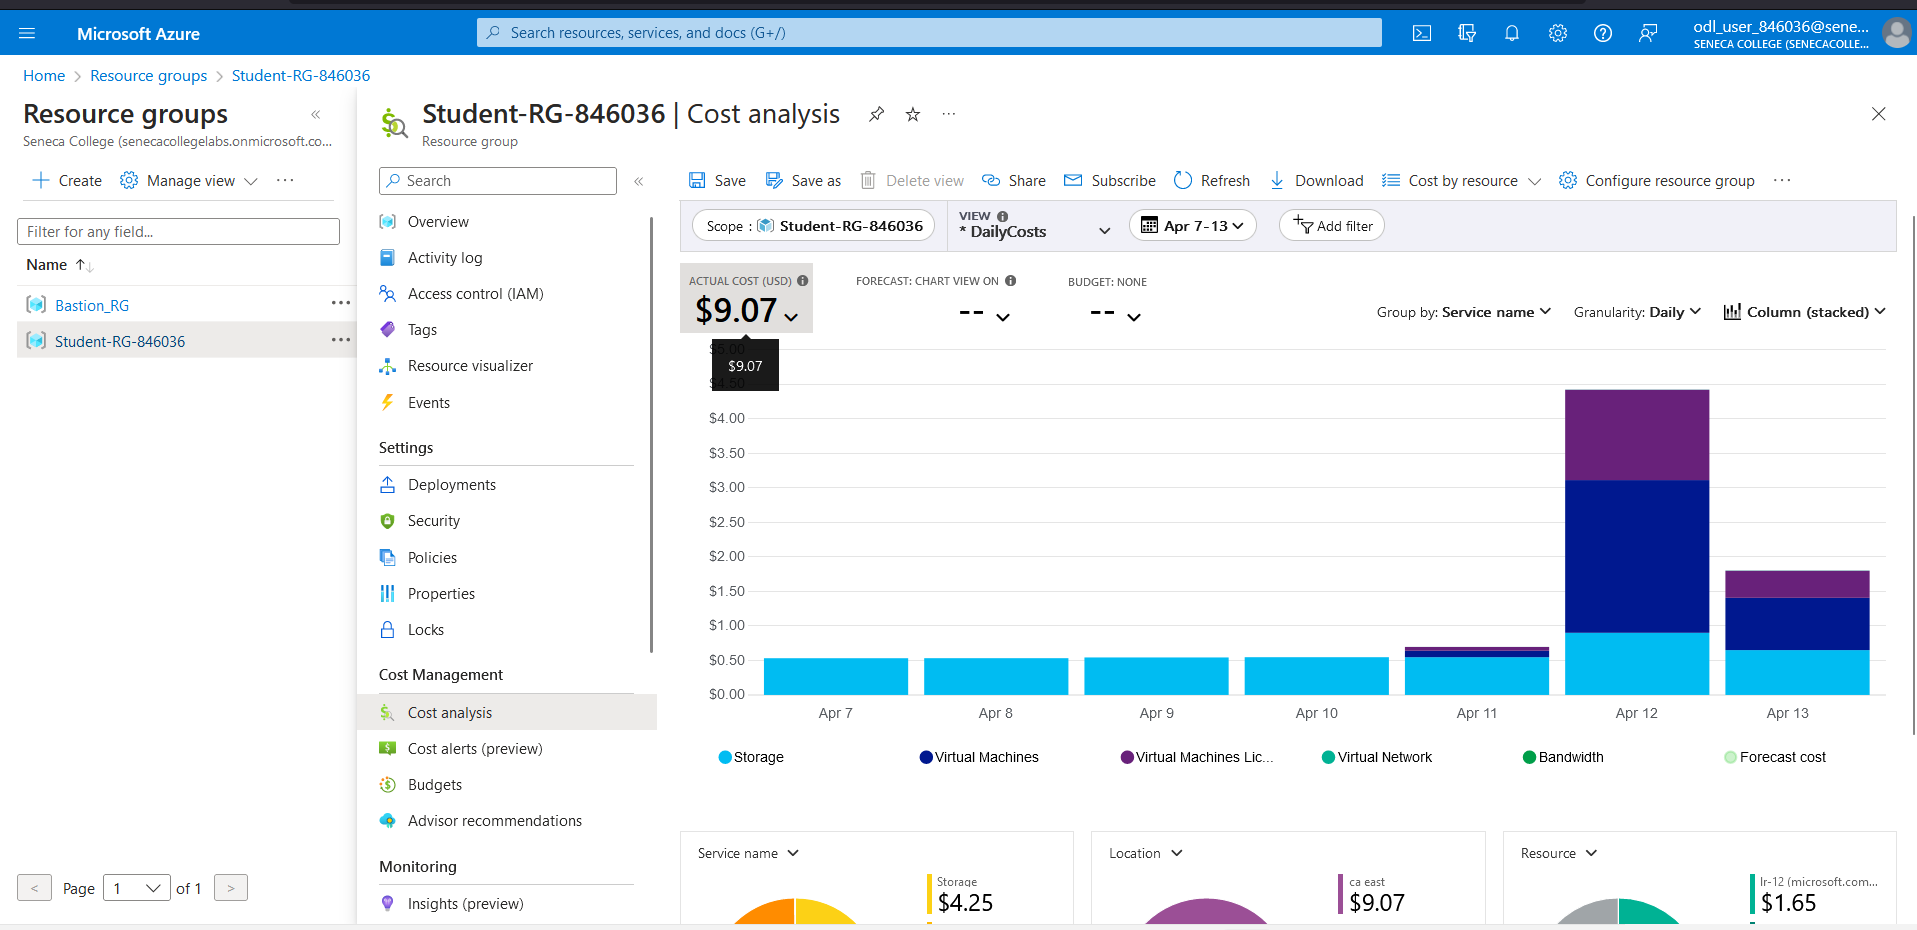 Microsoft Azure
Search resources, services, and docs (G+/)
odl_user_846036@sene...
SENECA COLLEGE (SENECACOLLE...
Home > Resource groups > Student-RG-846036
Resource groups «
Seneca College (senecacollegelabs.onmicrosoft.co...
+ Create Manage view ...
Filter for any field...
Name ↑↓
Bastion_RG ...
Student-RG-846036 ...
< Page 1 of 1 >
Student-RG-846036 | Cost analysis ...
Resource group
Search «
Overview
Activity log
Access control (IAM)
Tags
Resource visualizer
Events
Settings
Deployments
Security
Policies
Properties
Locks
Cost Management
Cost analysis
Cost alerts (preview)
Budgets
Advisor recommendations
Monitoring
Insights (preview)
Save Save as Delete view Share Subscribe Refresh Download Cost by resource Configure resource group ...
Scope : Student-RG-846036
VIEW
* DailyCosts
Apr 7-13
Add filter
ACTUAL COST (USD)
$9.07
FORECAST: CHART VIEW ON
--
BUDGET: NONE
--
Group by: Service name Granularity: Daily Column (stacked)
$9.07
$5.00
$4.50
$4.00
$3.50
$3.00
$2.50
$2.00
$1.50
$1.00
$0.50
$0.00
Apr 7 Apr 8 Apr 9 Apr 10 Apr 11 Apr 12 Apr 13
Storage Virtual Machines Virtual Machines Lic... Virtual Network Bandwidth Forecast cost
Service name
Storage
$4.25
Location
ca east
$9.07
Resource
lr-12 (microsoft.com...
$1.65